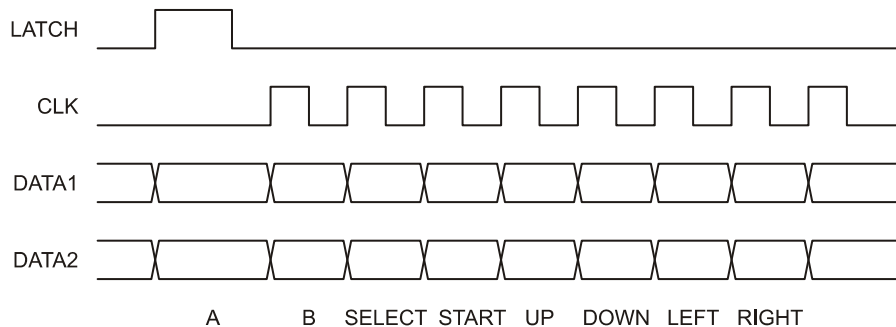 LATCH
CLK
DATA1
DATA2
A B SELECT START UP DOWN LEFT RIGHT